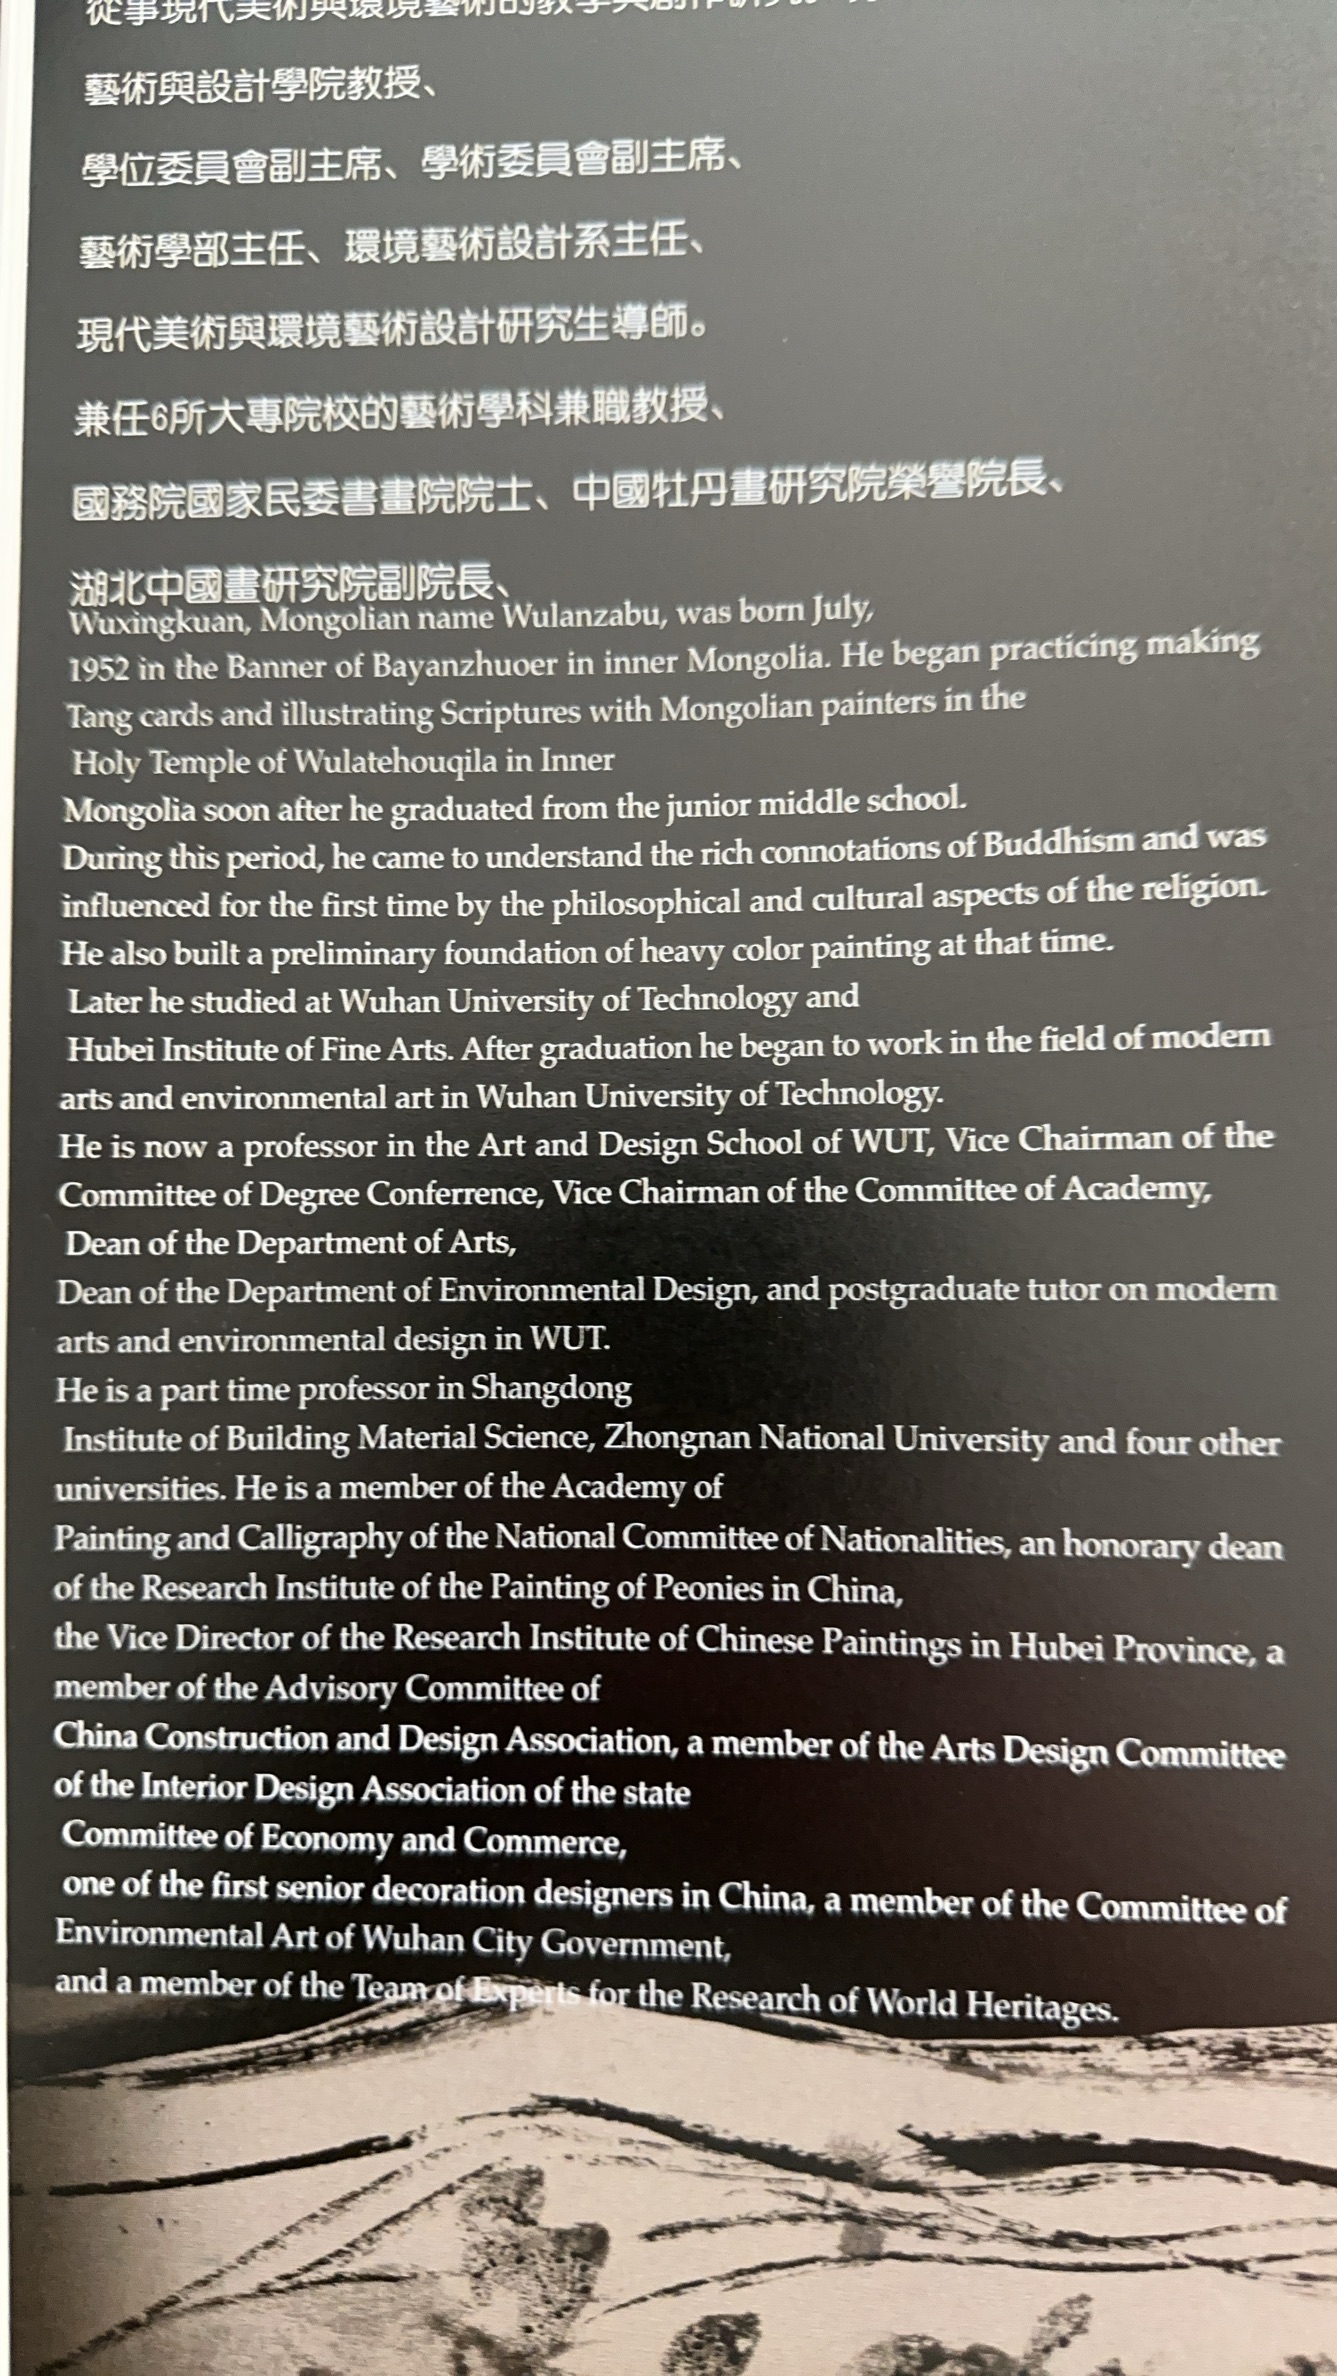 從事現代美術與環境藝術的教學與創作研究
藝術與設計學院教授、
學位委員會副主席、學術委員會副主席、
藝術學部主任、環境藝術設計系主任、
現代美術與環境藝術設計研究生導師。
兼任6所大專院校的藝術學科兼職教授、
國務院國家民委書畫院院士、中國牡丹畫研究院榮譽院長、
湖北中國畫研究院副院長、
Wuxingkuan, Mongolian name Wulanzabu, was born July,
1952 in the Banner of Bayanzhuoer in inner Mongolia. He began practicing making
Tang cards and illustrating Scriptures with Mongolian painters in the
Holy Temple of Wulatehouqila in Inner
Mongolia soon after he graduated from the junior middle school.
During this period, he came to understand the rich connotations of Buddhism and was
influenced for the first time by the philosophical and cultural aspects of the religion.
He also built a preliminary foundation of heavy color painting at that time.
Later he studied at Wuhan University of Technology and
Hubei Institute of Fine Arts. After graduation he began to work in the field of modern
arts and environmental art in Wuhan University of Technology.
He is now a professor in the Art and Design School of WUT, Vice Chairman of the
Committee of Degree Conferrence, Vice Chairman of the Committee of Academy,
Dean of the Department of Arts,
Dean of the Department of Environmental Design, and postgraduate tutor on modern
arts and environmental design in WUT.
He is a part time professor in Shangdong
Institute of Building Material Science, Zhongnan National University and four other
universities. He is a member of the Academy of
Painting and Calligraphy of the National Committee of Nationalities, an honorary dean
of the Research Institute of the Painting of Peonies in China,
the Vice Director of the Research Institute of Chinese Paintings in Hubei Province, a
member of the Advisory Committee of
China Construction and Design Association, a member of the Arts Design Committee
of the Interior Design Association of the state
Committee of Economy and Commerce,
one of the first senior decoration designers in China, a member of the Committee of
Environmental Art of Wuhan City Government,
and a member of the Team of Experts for the Research of World Heritages.